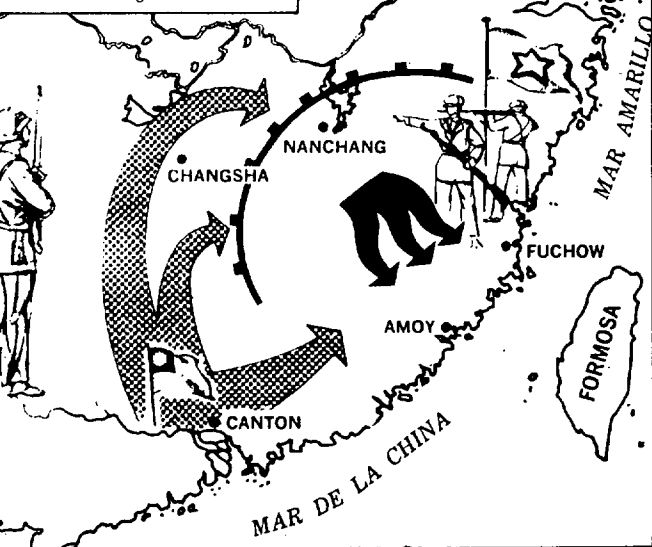 MAR AMARILLO
NANCHANG
CHANGSHA
FUCHOW
AMOY
FORMOSA
CANTON
MAR DE LA CHINA